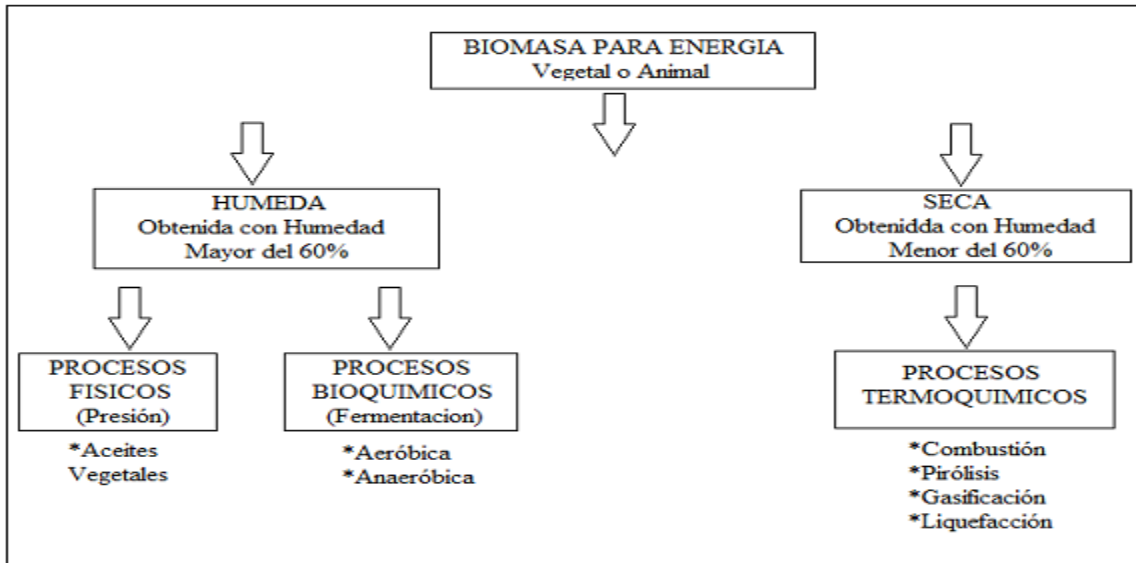 BIOMASA PARA ENERGIA
Vegetal o Animal
HUMEDA
Obtenida con Humedad
Mayor del 60%
SECA
Obtenidda con Humedad
Menor del 60%
PROCESOS
FISICOS
(Presión)
*Aceites
Vegetales
PROCESOS
BIOQUIMICOS
(Fermentacion)
*Aeróbica
*Anaeróbica
PROCESOS
TERMOQUIMICOS
*Combustión
*Pirólisis
*Gasificación
*Liquefacción